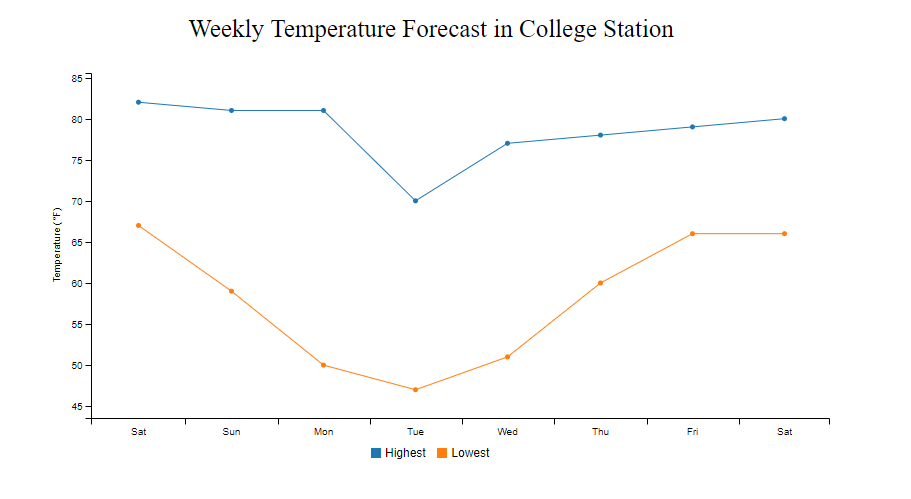 Weekly Temperature Forecast in College Station
85
80
75
70
65
60
55
50
45
Temperature (°F)
Sat Sun Mon Tue Wed Thu Fri Sat
Highest Lowest